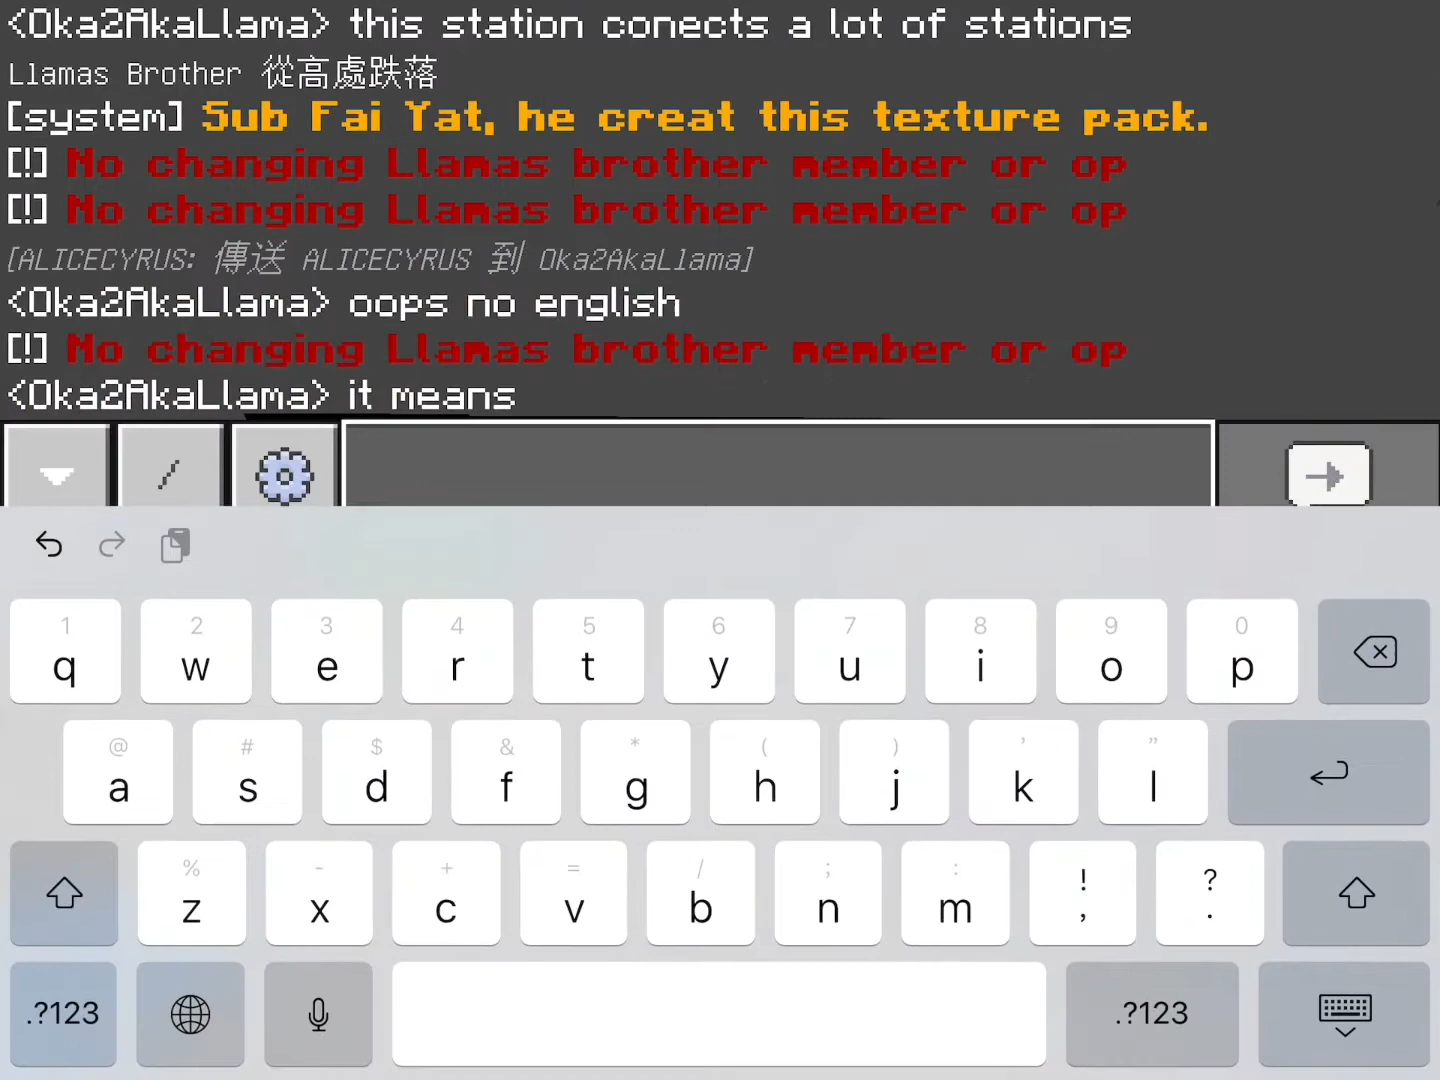 <Oka2AkaLlama> this station conects a lot of stations
Llamas Brother 從高處跌落
[system] Sub Fai Yat, he creat this texture pack.
[!] No changing Llamas brother member or op
[!] No changing Llamas brother member or op
[ALICECYRUS: 傳送 ALICECYRUS 到 Oka2AkaLlama]
<Oka2AkaLlama> oops no english
[!] No changing Llamas brother member or op
<Oka2AkaLlama> it means
/
1 2 3 4 5 6 7 8 9 0
q w e r t y u i o p
@ # $ & * ( ) ' "
a s d f g h j k l
% - + = / ; : ! ?
z x c v b n m , .
.?123 .?123